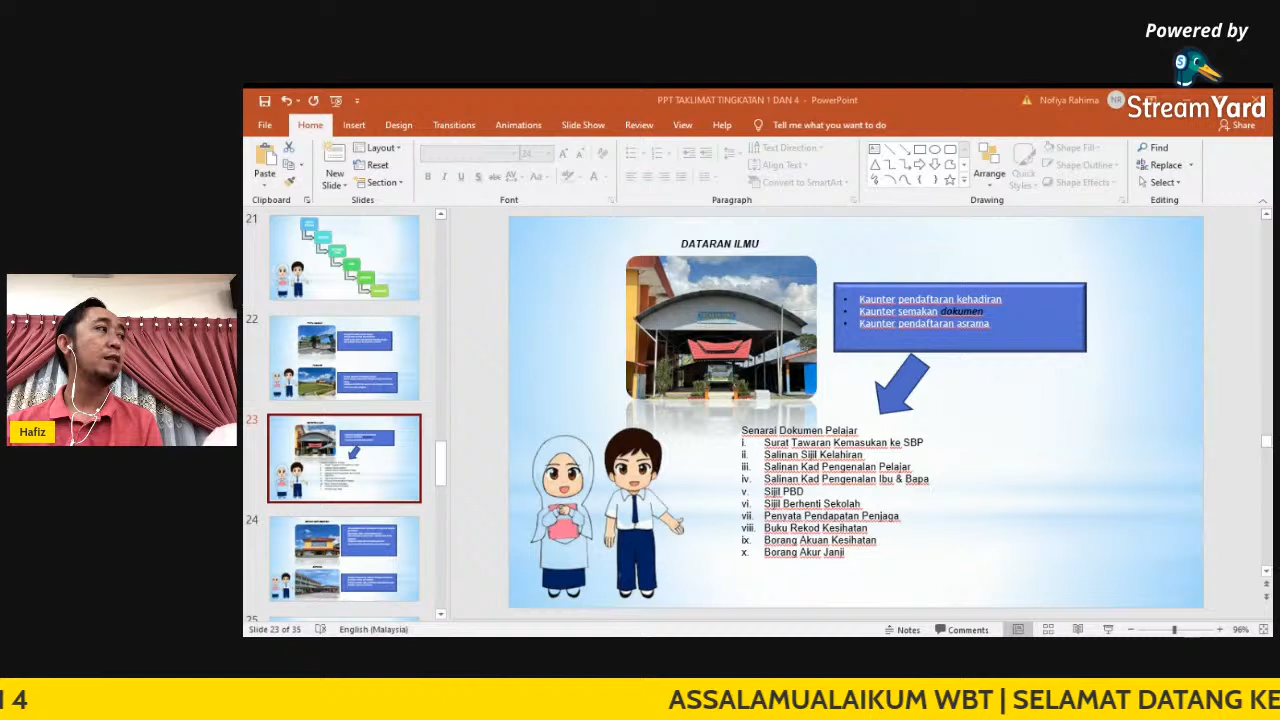 Powered by
StreamYard
PPT TAKLIMAT TINGKATAN 1 DAN 4 - PowerPoint
Nofiya Rahima
NR
File
Home
Insert
Design
Transitions
Animations
Slide Show
Review
View
Help
Tell me what you want to do
Share
Paste
New
Slide
Layout
Reset
Section
24
Text Direction
Align Text
Convert to SmartArt
Arrange
Quick
Styles
Shape Fill
Shape Outline
Shape Effects
Find
Replace
Select
Clipboard
Slides
Font
Paragraph
Drawing
Editing
21
22
23
24
25
DATARAN ILMU
• Kaunter pendaftaran kehadiran
• Kaunter semakan dokumen
• Kaunter pendaftaran asrama
Senarai Dokumen Pelajar
i. Surat Tawaran Kemasukan ke SBP
ii. Salinan Sijil Kelahiran
iii. Salinan Kad Pengenalan Pelajar
iv. Salinan Kad Pengenalan Ibu & Bapa
v. Sijil PBD
vi. Sijil Berhenti Sekolah
vii. Penyata Pendapatan Penjaga
viii. Buku Rekod Kesihatan
ix. Borang Akuan Kesihatan
x. Borang Akur Janji
Hafiz
Slide 23 of 35
English (Malaysia)
Notes
Comments
96%
4
ASSALAMUALAIKUM WBT | SELAMAT DATANG KE